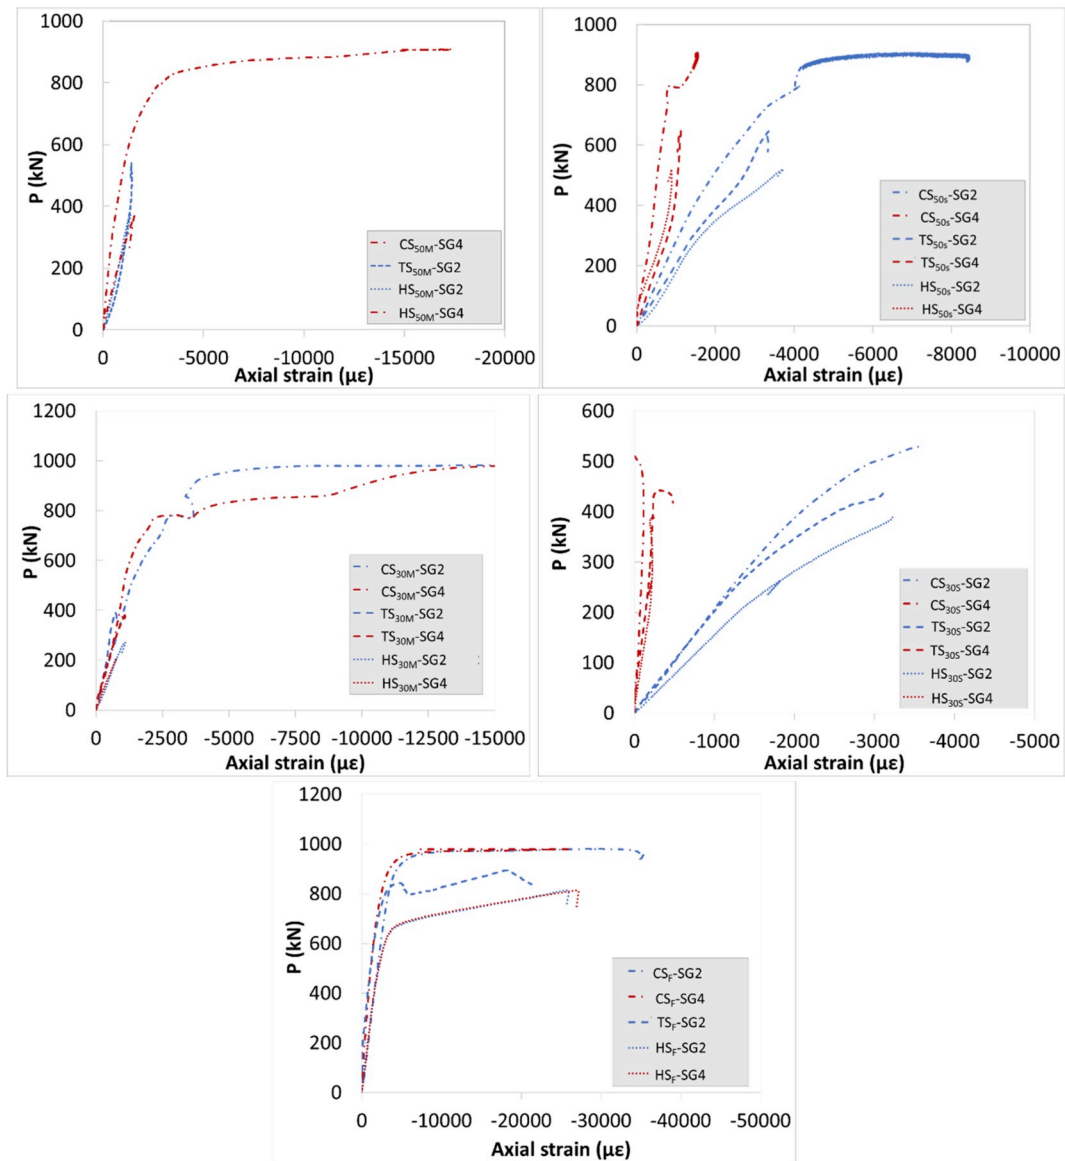 1000
800
600
400
200
0
P (kN)
0 -5000 -10000 -15000 -20000
Axial strain (με)
CS50M-SG4
TS50M-SG2
HS50M-SG2
HS50M-SG4
1000
800
600
400
200
0
P (kN)
0 -2000 -4000 -6000 -8000 -10000
Axial strain (με)
CS50s-SG2
CS50s-SG4
TS50s-SG2
TS50s-SG4
HS50s-SG2
HS50s-SG4
1200
1000
800
600
400
200
0
P (kN)
0 -2500 -5000 -7500 -10000 -12500 -15000
Axial strain (με)
CS30M-SG2
CS30M-SG4
TS30M-SG2
TS30M-SG4
HS30M-SG2
HS30M-SG4
600
500
400
300
200
100
0
P (kN)
0 -1000 -2000 -3000 -4000 -5000
Axial strain (με)
CS30S-SG2
CS30S-SG4
TS30S-SG2
TS30S-SG4
HS30S-SG2
HS30S-SG4
1200
1000
800
600
400
200
0
P (kN)
0 -10000 -20000 -30000 -40000 -50000
Axial strain (με)
CSF-SG2
CSF-SG4
TSF-SG2
HSF-SG2
HSF-SG4